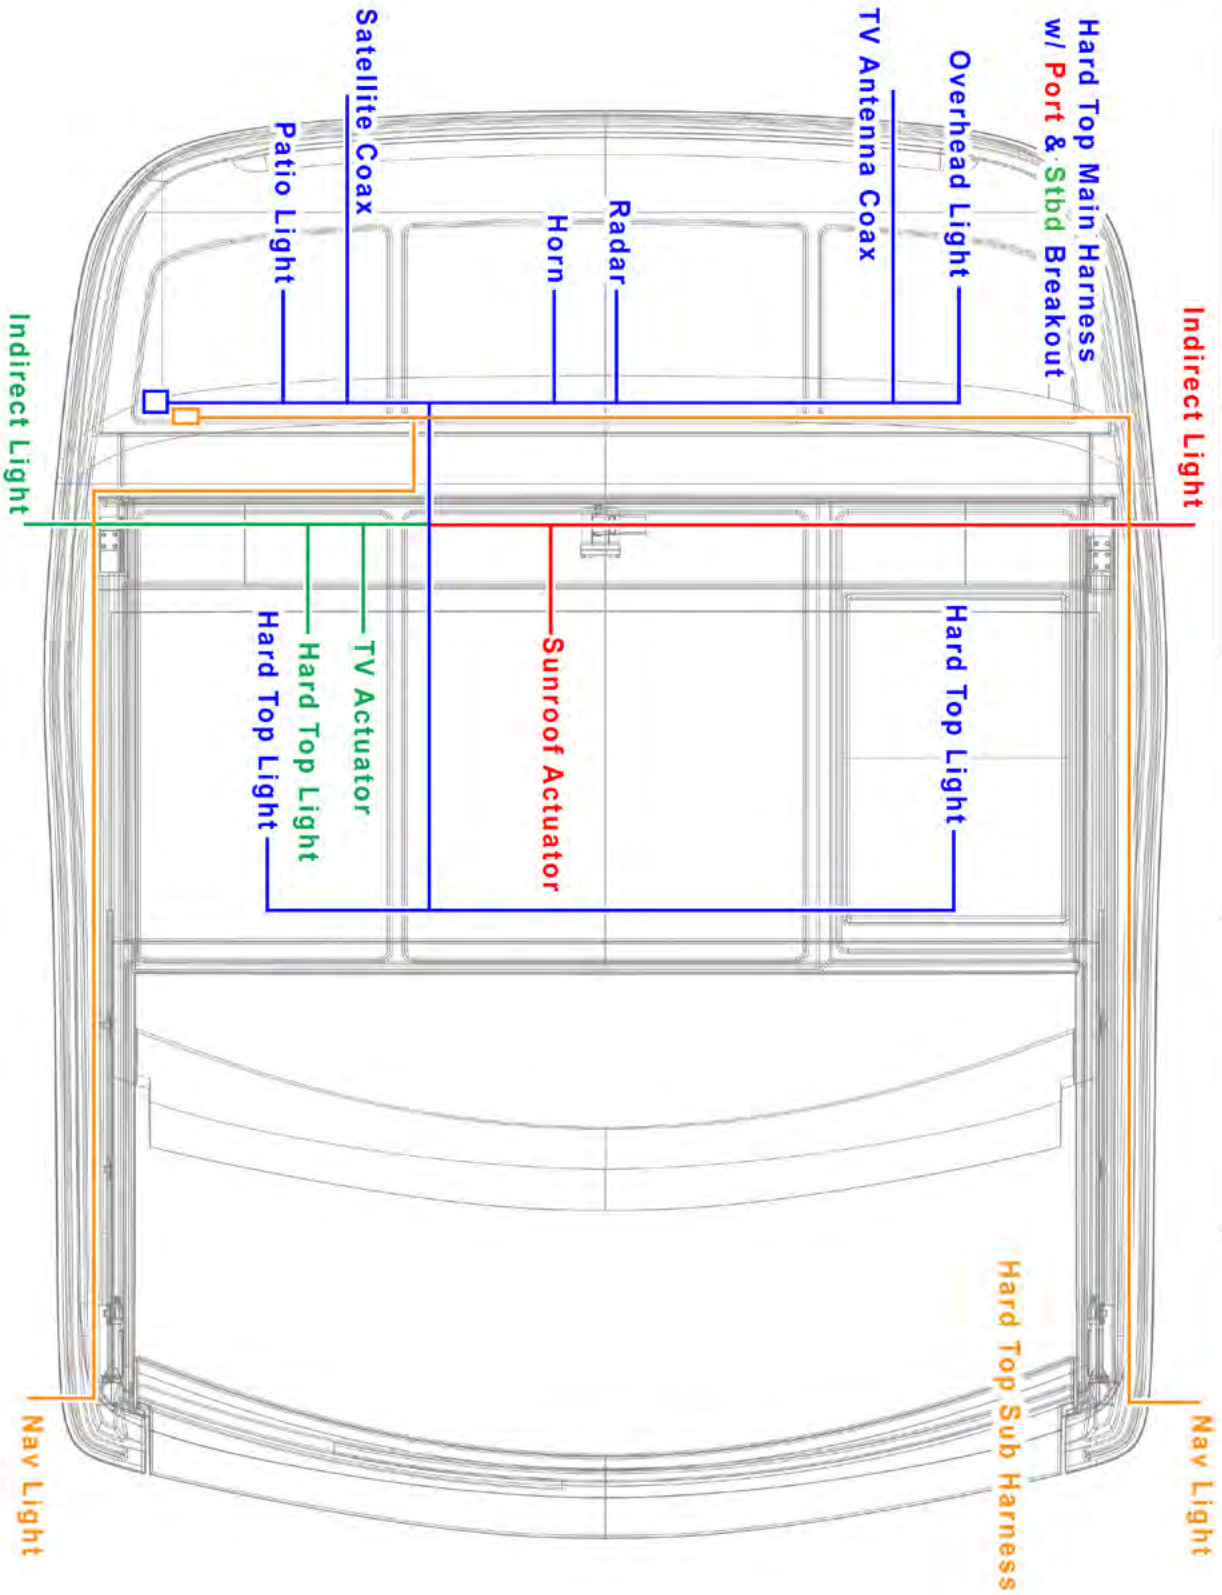 Hard Top Main Harness
w/ Port & Stbd Breakout
Indirect Light
Overhead Light
TV Antenna Coax
Radar
Horn
Satellite Coax
Patio Light
Indirect Light
Hard Top Light
Sunroof Actuator
TV Actuator
Hard Top Light
Hard Top Light
Nav Light
Hard Top Sub Harness
Nav Light